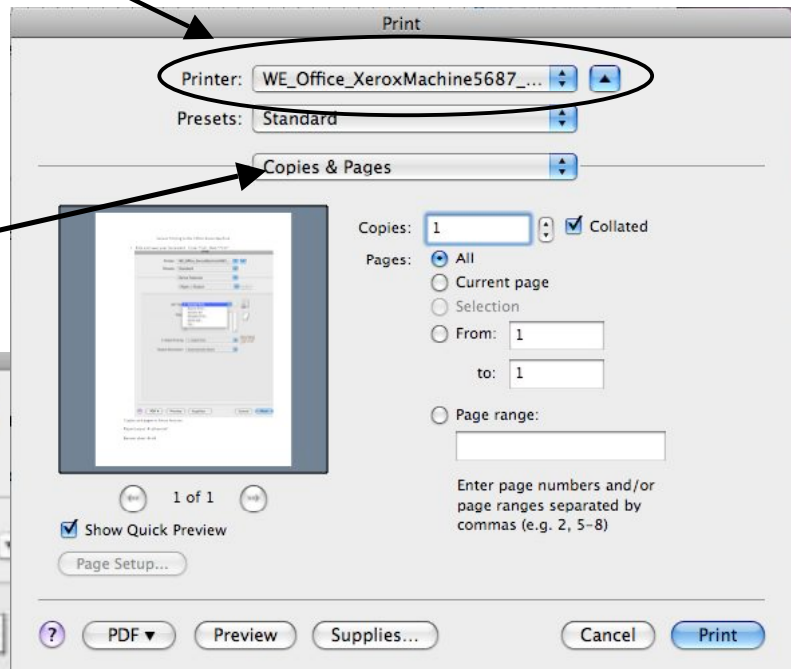 Print
Printer: WE_Office_XeroxMachine5687_...
Presets: Standard
Copies & Pages
Copies: 1 Collated
Pages: All
Current page
Selection
From: 1
to: 1
Page range:
Enter page numbers and/or
page ranges separated by
commas (e.g. 2, 5-8)
1 of 1
Show Quick Preview
Page Setup...
? PDF Preview Supplies... Cancel Print